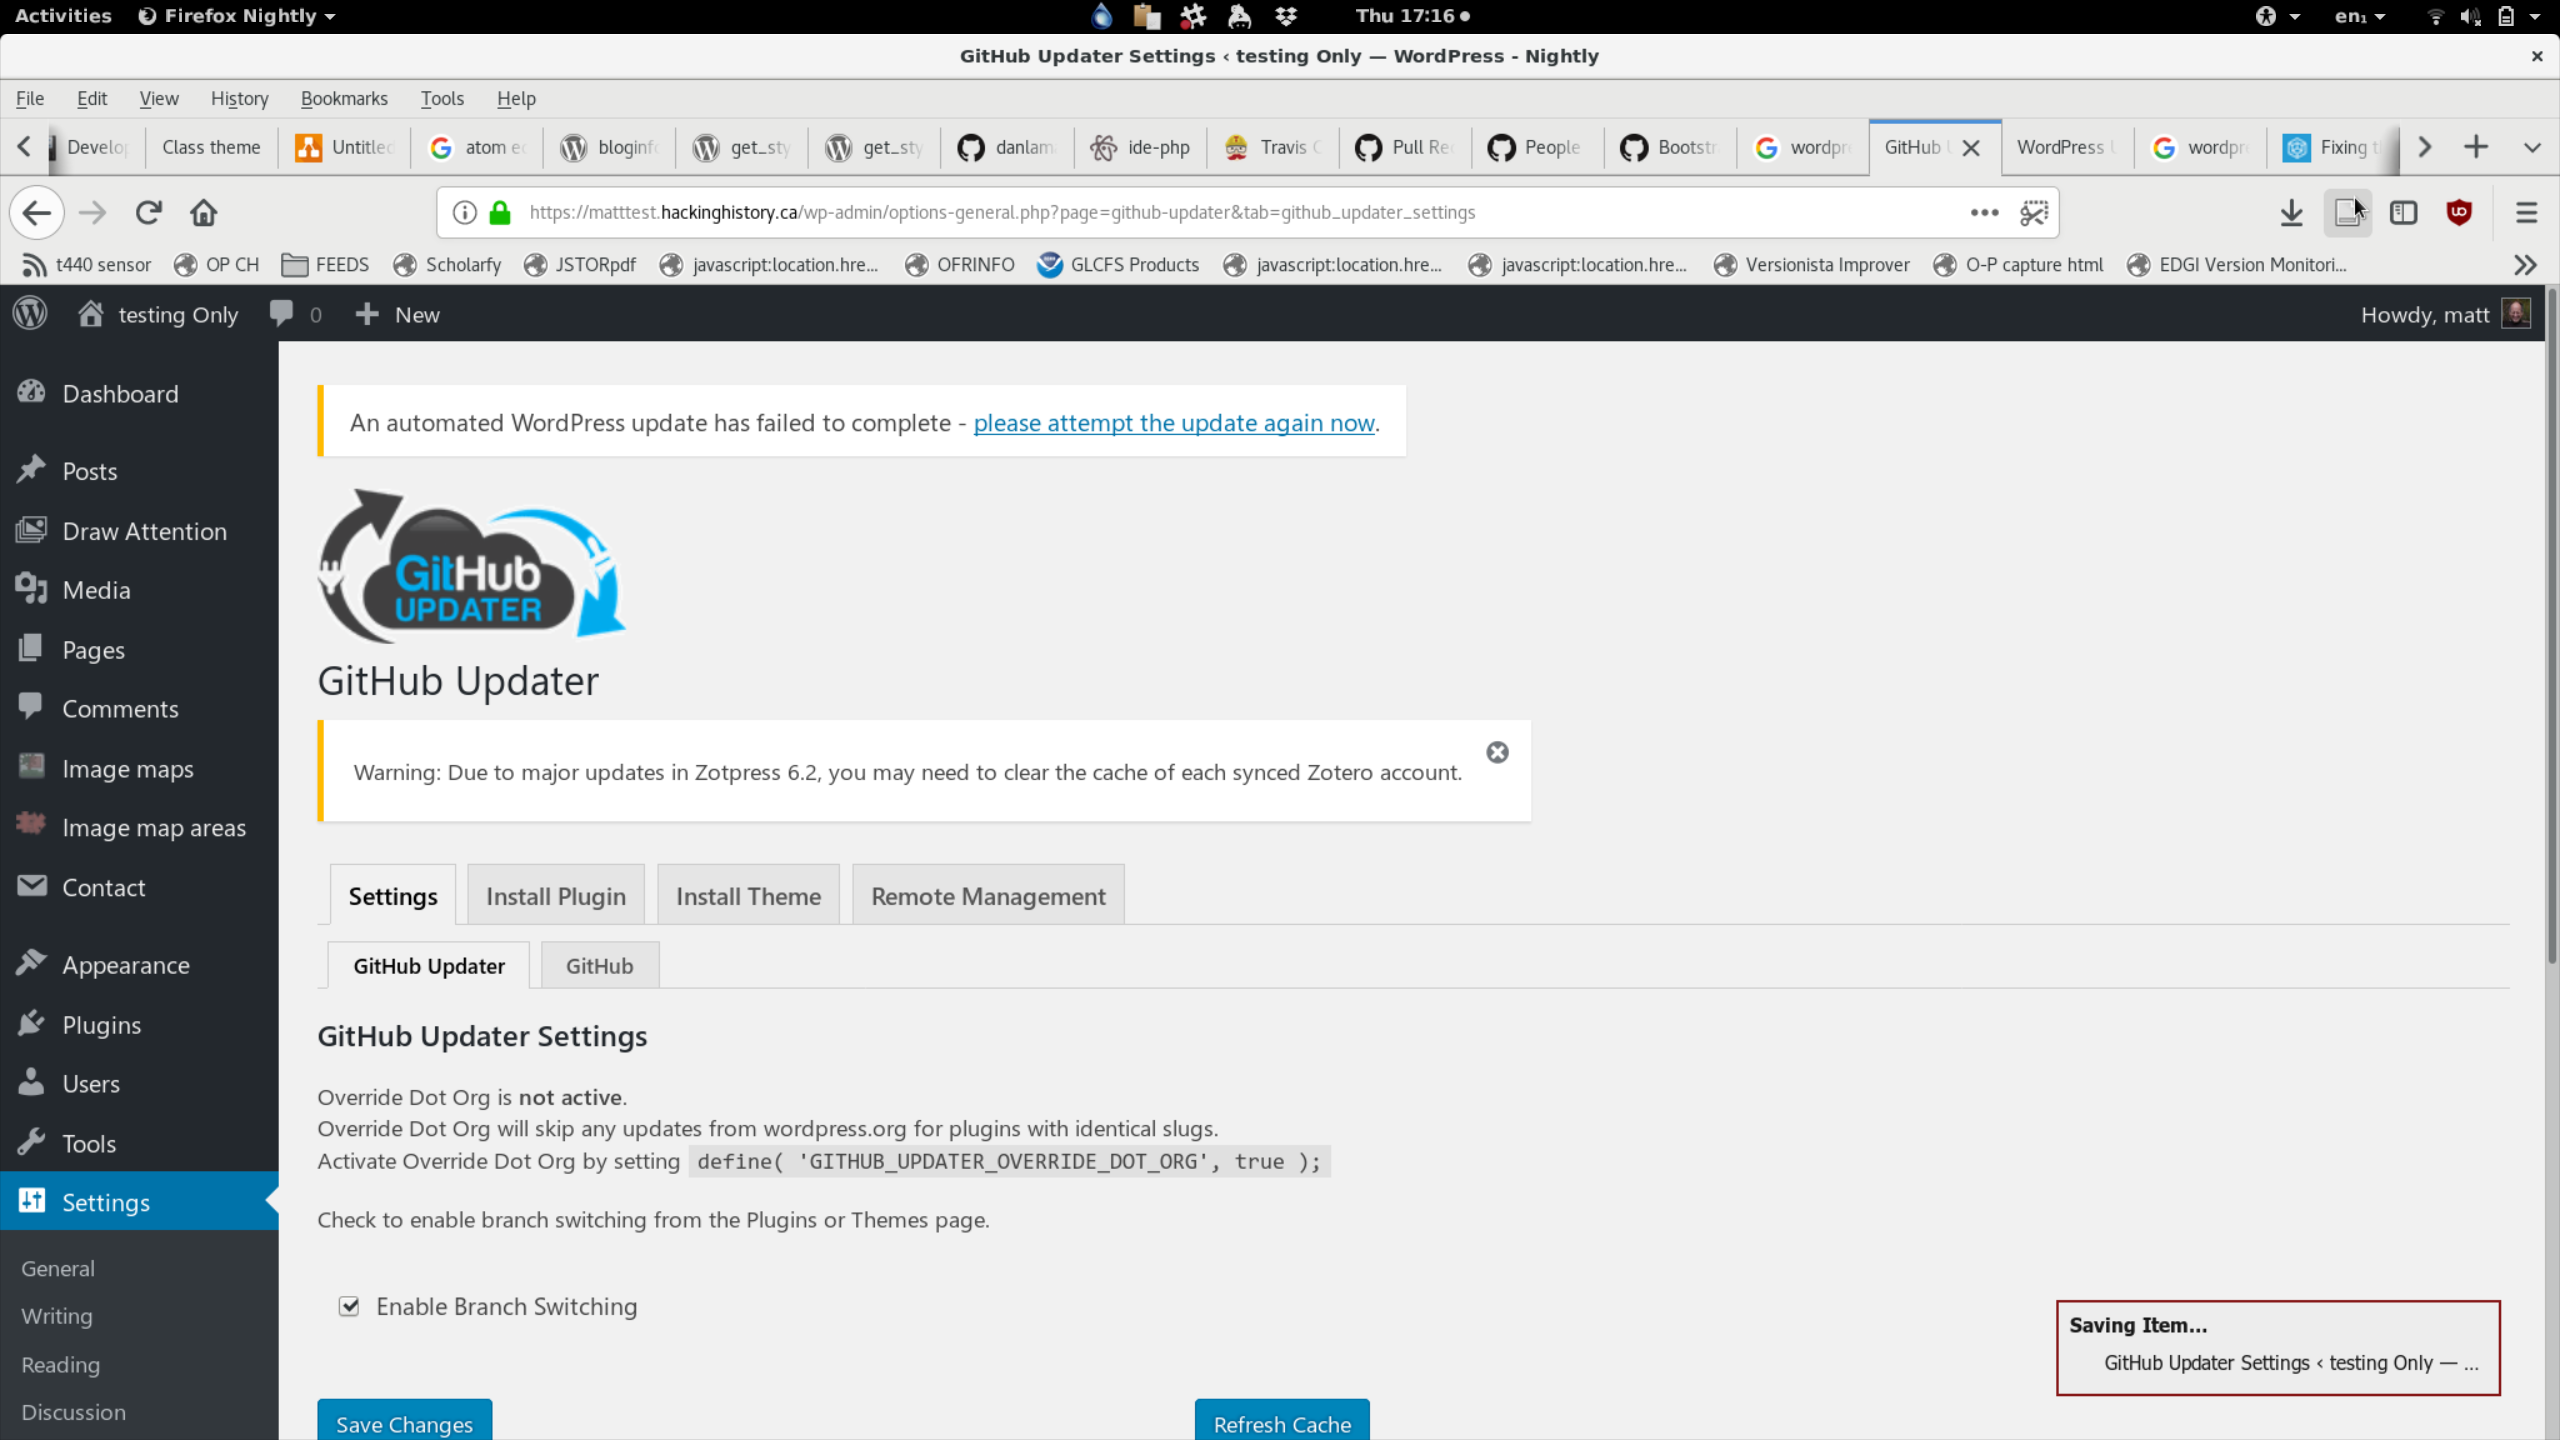 Activities Firefox Nightly Thu 17:16 en₁
GitHub Updater Settings ‹ testing Only — WordPress - Nightly
File Edit View History Bookmarks Tools Help
Class theme Untitled atom bloginf get_sty get_sty danlam ide-php Travis Pull Re People Bootst wordpr GitHub WordPress wordpr Fixing
https://matttest.hackinghistory.ca/wp-admin/options-general.php?page=github-updater&tab=github_updater_settings
t440 sensor OP CH FEEDS Scholarfy JSTORpdf javascript:location.hre... OFRINFO GLCFS Products javascript:location.hre... javascript:location.hre... Versionista Improver O-P capture html EDGI Version Monitori...
testing Only 0 New Howdy, matt
Dashboard
Posts
Draw Attention
Media
Pages
Comments
Image maps
Image map areas
Contact
Appearance
Plugins
Users
Tools
Settings
General
Writing
Reading
Discussion
An automated WordPress update has failed to complete - please attempt the update again now.
GitHub
UPDATER
GitHub Updater
Warning: Due to major updates in Zotpress 6.2, you may need to clear the cache of each synced Zotero account.
Settings Install Plugin Install Theme Remote Management
GitHub Updater GitHub
GitHub Updater Settings
Override Dot Org is not active.
Override Dot Org will skip any updates from wordpress.org for plugins with identical slugs.
Activate Override Dot Org by setting define( 'GITHUB_UPDATER_OVERRIDE_DOT_ORG', true );
Check to enable branch switching from the Plugins or Themes page.
Enable Branch Switching
Save Changes Refresh Cache
Saving Item...
GitHub Updater Settings ‹ testing Only — ...